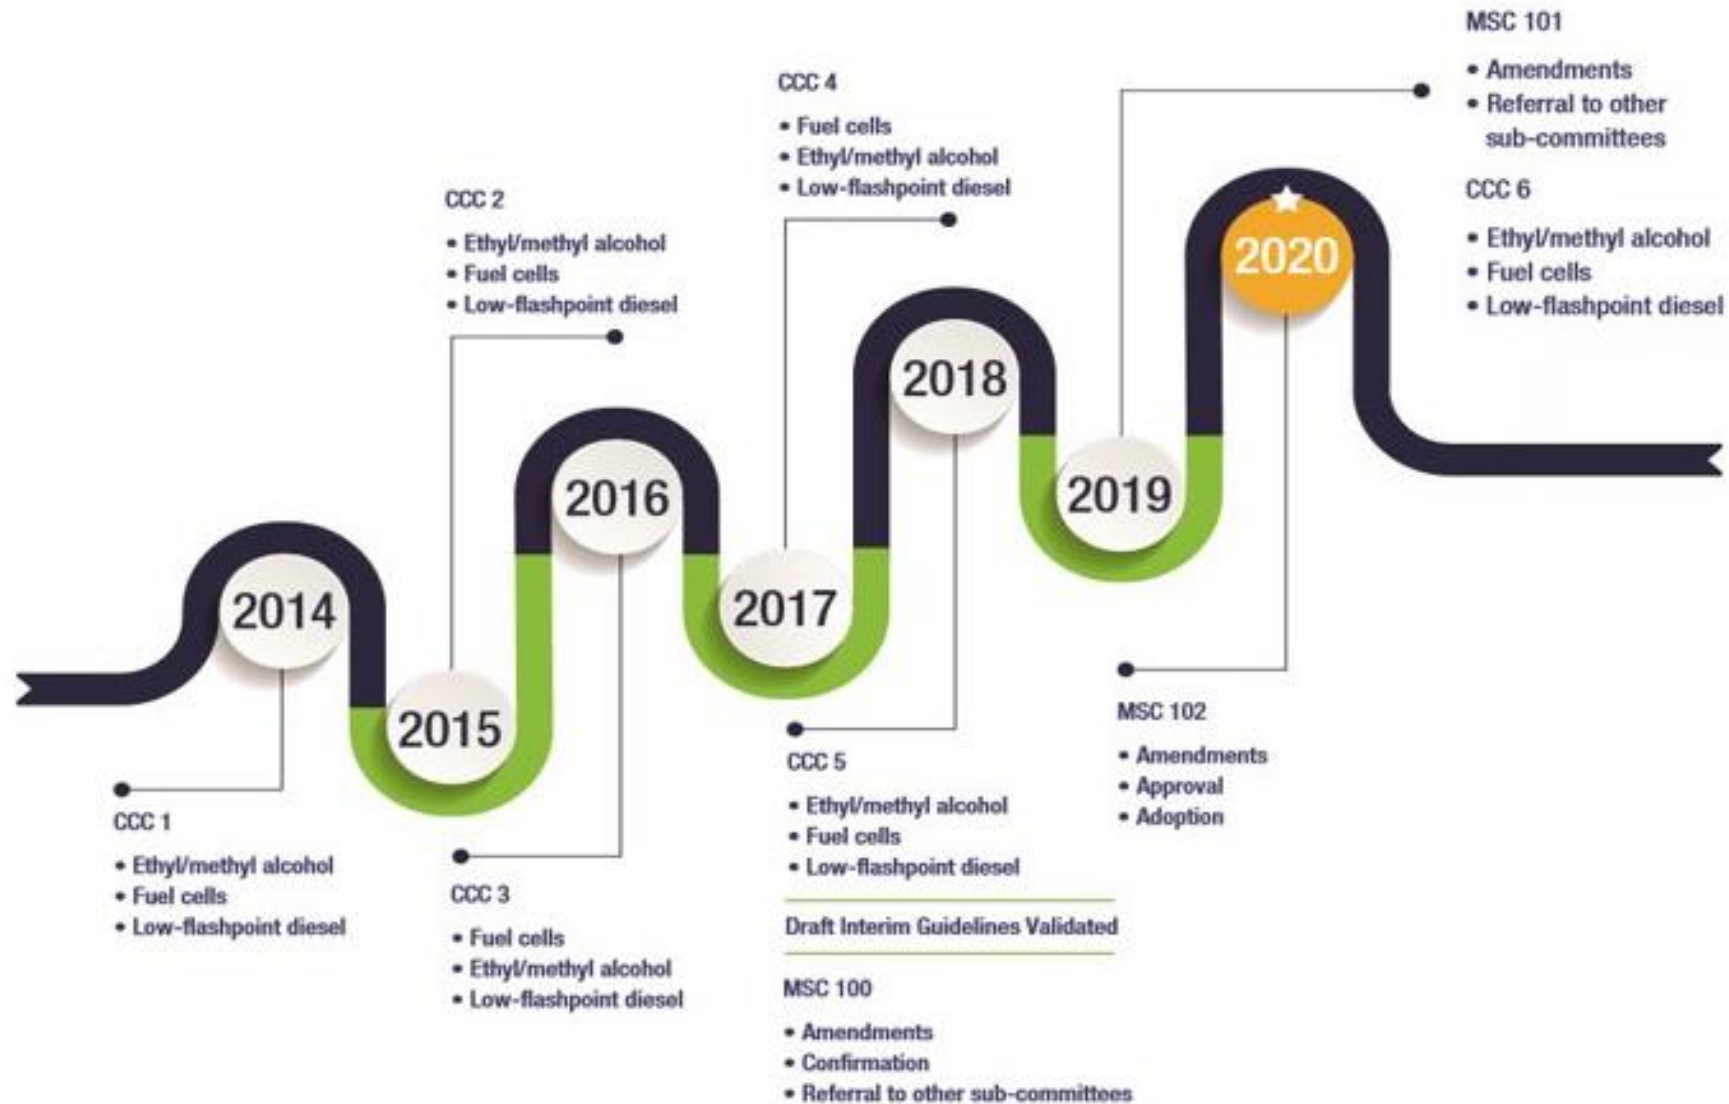 MSC 101
• Amendments
• Referral to other
sub-committees
CCC 6
• Ethyl/methyl alcohol
• Fuel cells
• Low-flashpoint diesel
CCC 4
• Fuel cells
• Ethyl/methyl alcohol
• Low-flashpoint diesel
CCC 2
• Ethyl/methyl alcohol
• Fuel cells
• Low-flashpoint diesel
2014
2015
2016
2017
2018
2019
2020
CCC 1
• Ethyl/methyl alcohol
• Fuel cells
• Low-flashpoint diesel
CCC 3
• Fuel cells
• Ethyl/methyl alcohol
• Low-flashpoint diesel
CCC 5
• Ethyl/methyl alcohol
• Fuel cells
• Low-flashpoint diesel
Draft Interim Guidelines Validated
MSC 100
• Amendments
• Confirmation
• Referral to other sub-committees
MSC 102
• Amendments
• Approval
• Adoption